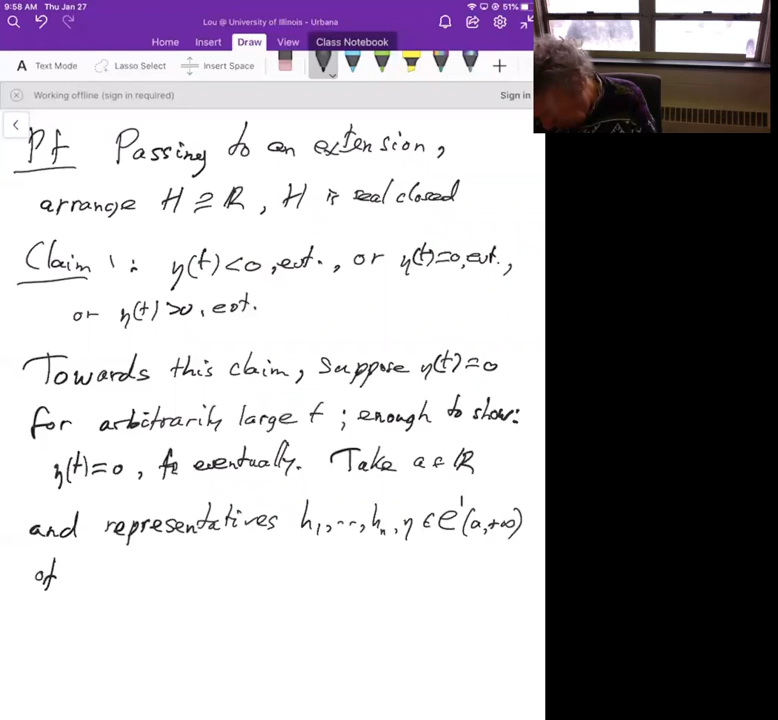 9:58 AM Thu Jan 27
51%
Lou @ University of Illinois - Urbana
Home Insert Draw View Class Notebook
A Text Mode Lasso Select Insert Space
Working offline (sign in required) Sign in
Pf Passing to an extension,
arrange H ⊇ ℝ, H is real closed
Claim 1: η(t)<0, evt., or η(t)=0, evt.,
or η(t)>0, evt.
Towards this claim, suppose η(t)=0
for arbitrarily large t; enough to show:
η(t)=0, eventually. Take a∈ℝ
and representatives h₁,…,hₙ,η ∈ C¹(a,+∞)
of